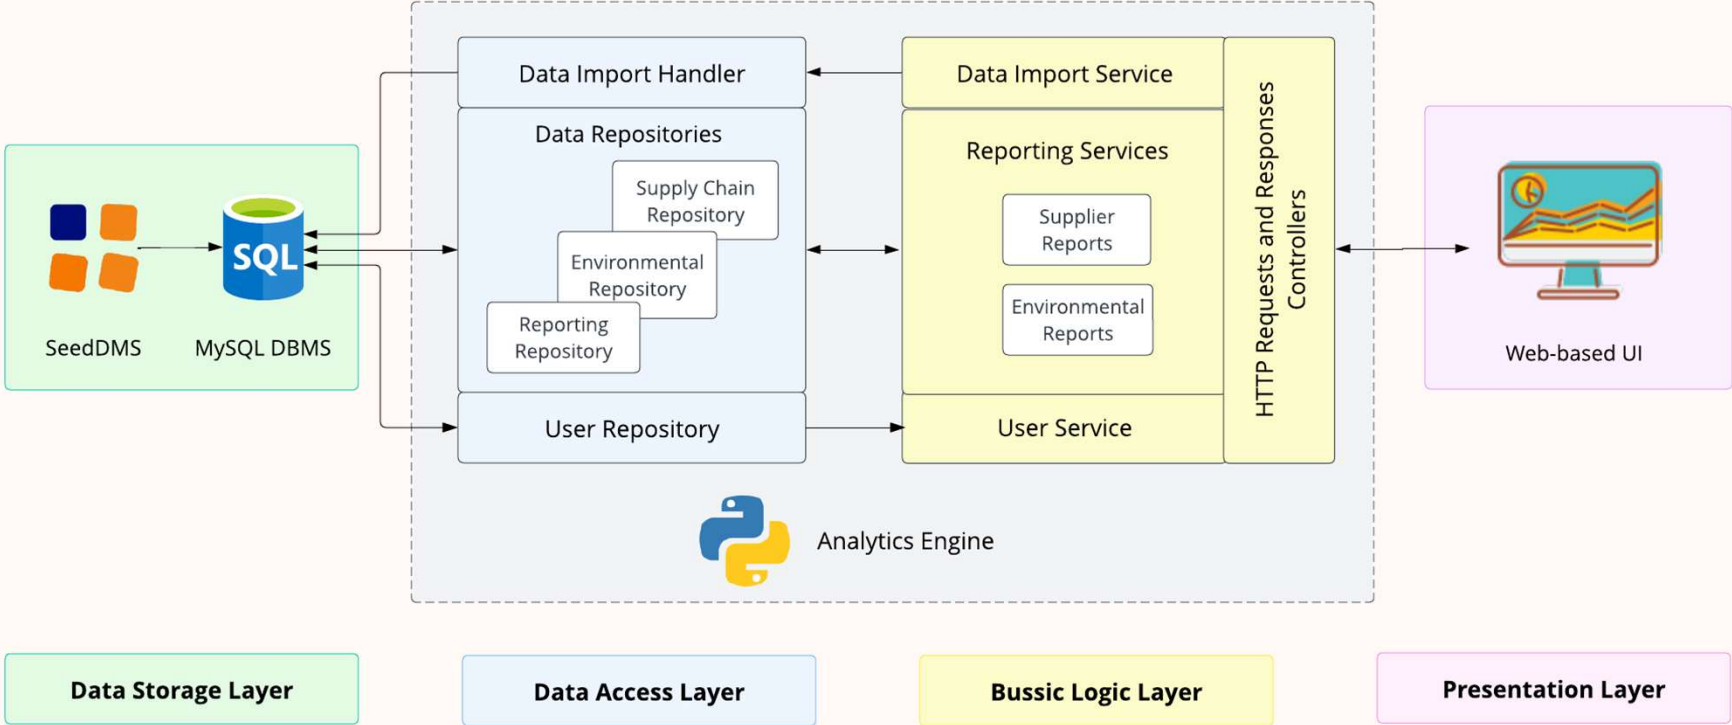 Data Import Handler
Data Import Service
Data Repositories
Supply Chain
Repository
Environmental
Repository
Reporting
Repository
Reporting Services
Supplier
Reports
Environmental
Reports
HTTP Requests and Responses
Controllers
SQL
SeedDMS
MySQL DBMS
Web-based UI
User Repository
User Service
Analytics Engine
Data Storage Layer
Data Access Layer
Bussic Logic Layer
Presentation Layer